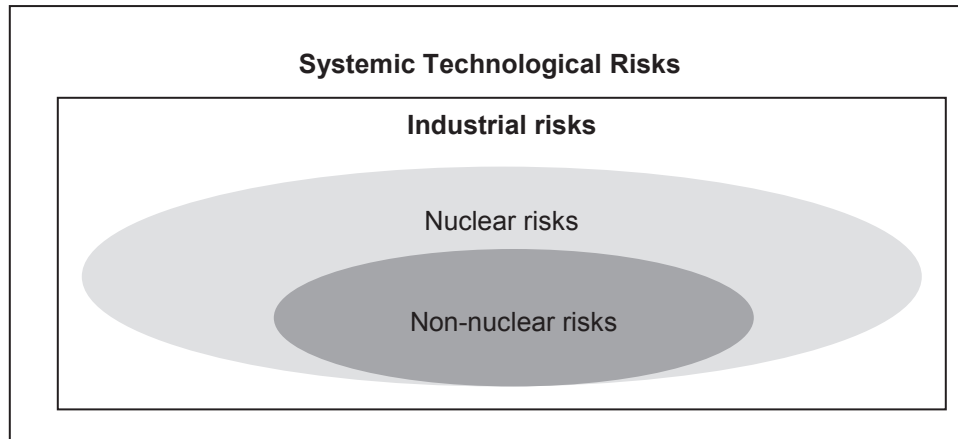 Systemic Technological Risks
Industrial risks
Nuclear risks
Non-nuclear risks